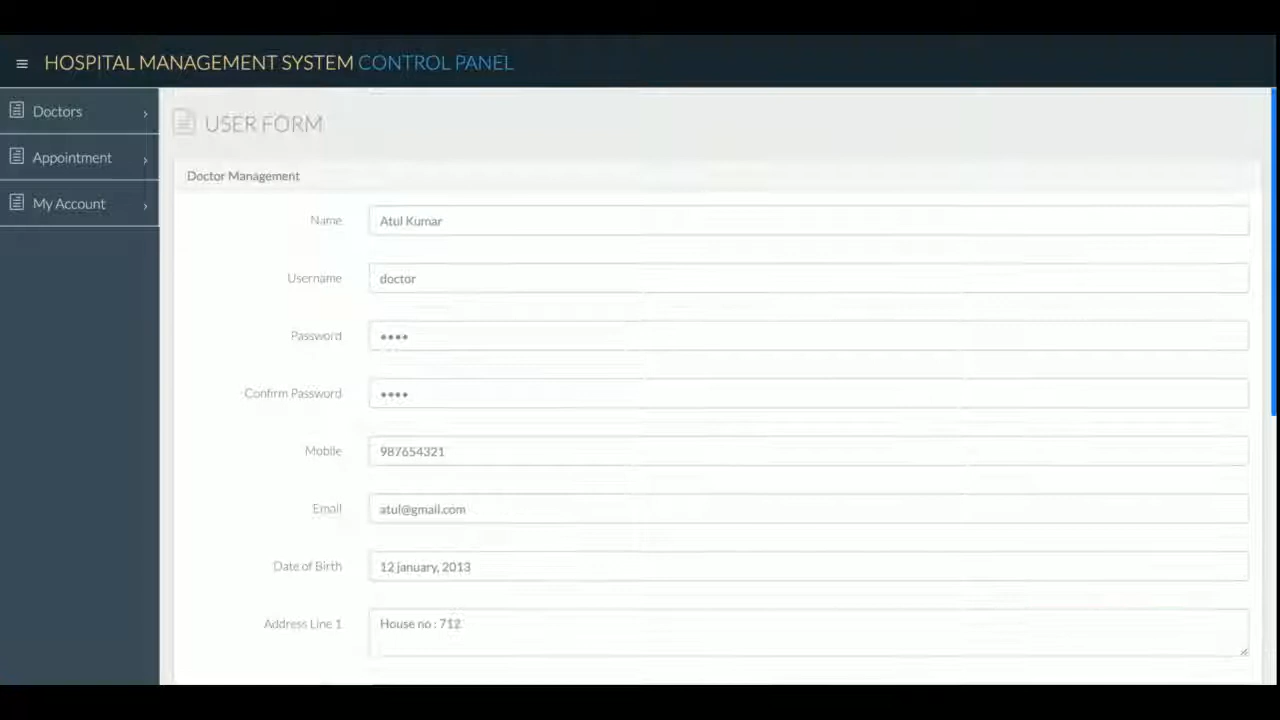 HOSPITAL MANAGEMENT SYSTEM CONTROL PANEL
Doctors
Appointment
My Account
USER FORM
Doctor Management
Name Atul Kumar
Username doctor
Password ••••
Confirm Password ••••
Mobile 987654321
Email atul@gmail.com
Date of Birth 12 january, 2013
Address Line 1 House no : 712